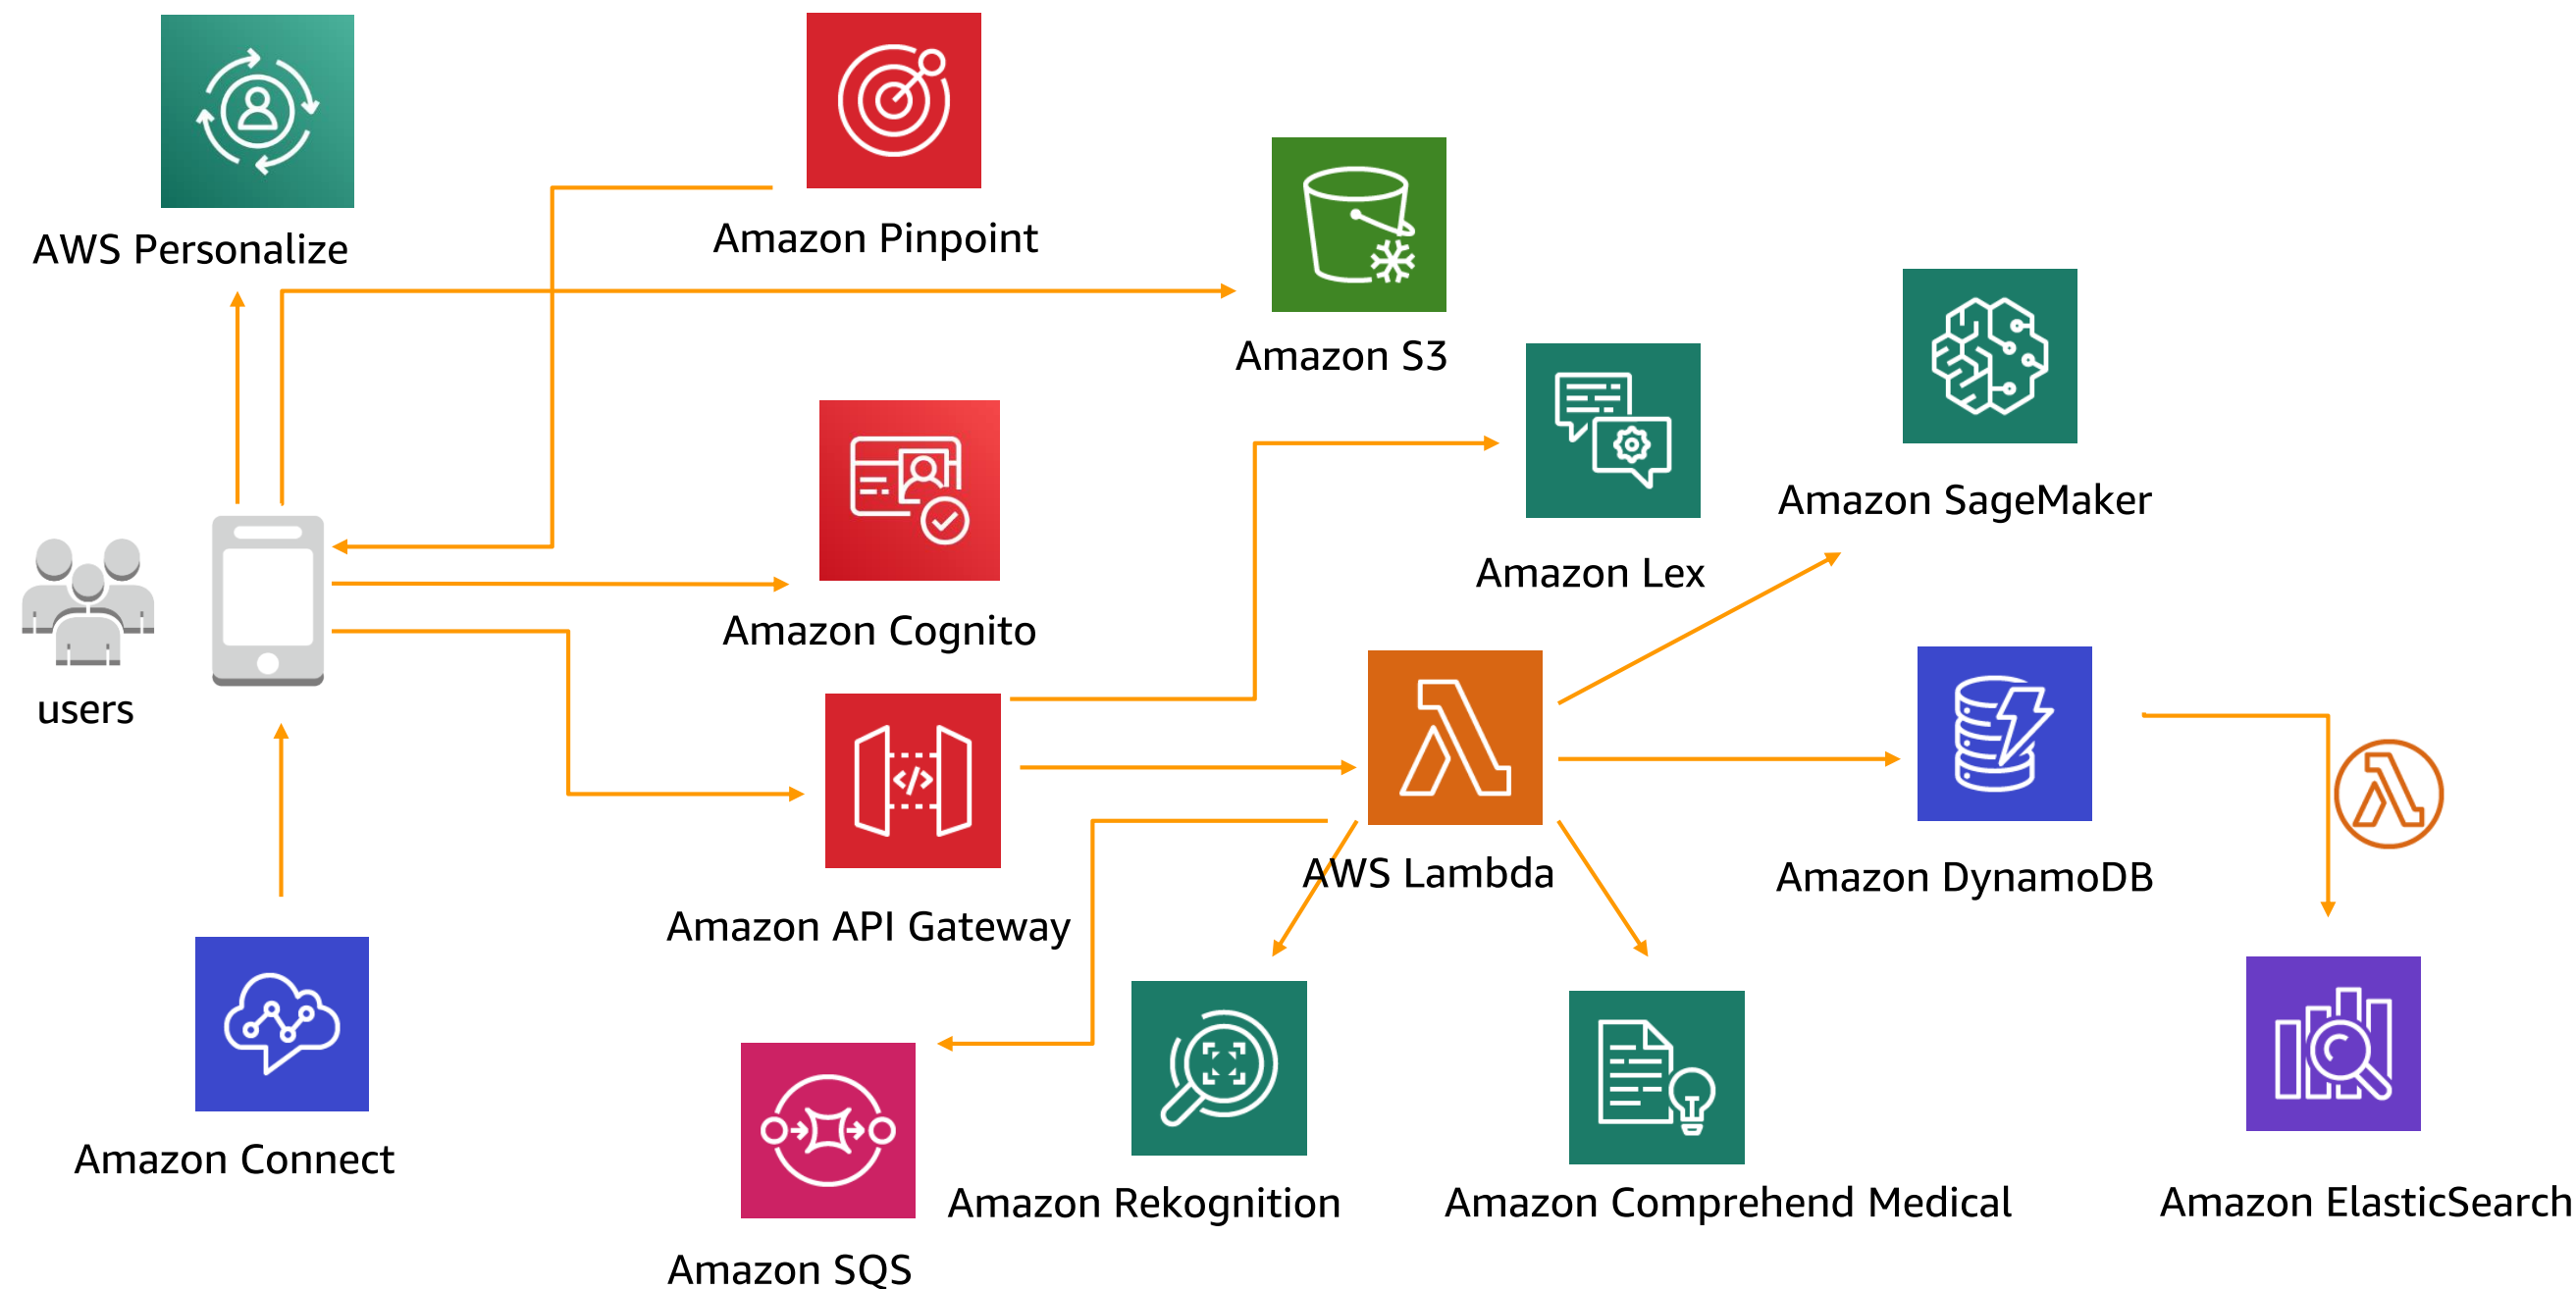 AWS Personalize
Amazon Pinpoint
Amazon S3
Amazon SageMaker
Amazon Lex
Amazon Cognito
users
AWS Lambda
Amazon DynamoDB
Amazon API Gateway
Amazon Connect
Amazon Rekognition
Amazon Comprehend Medical
Amazon ElasticSearch
Amazon SQS